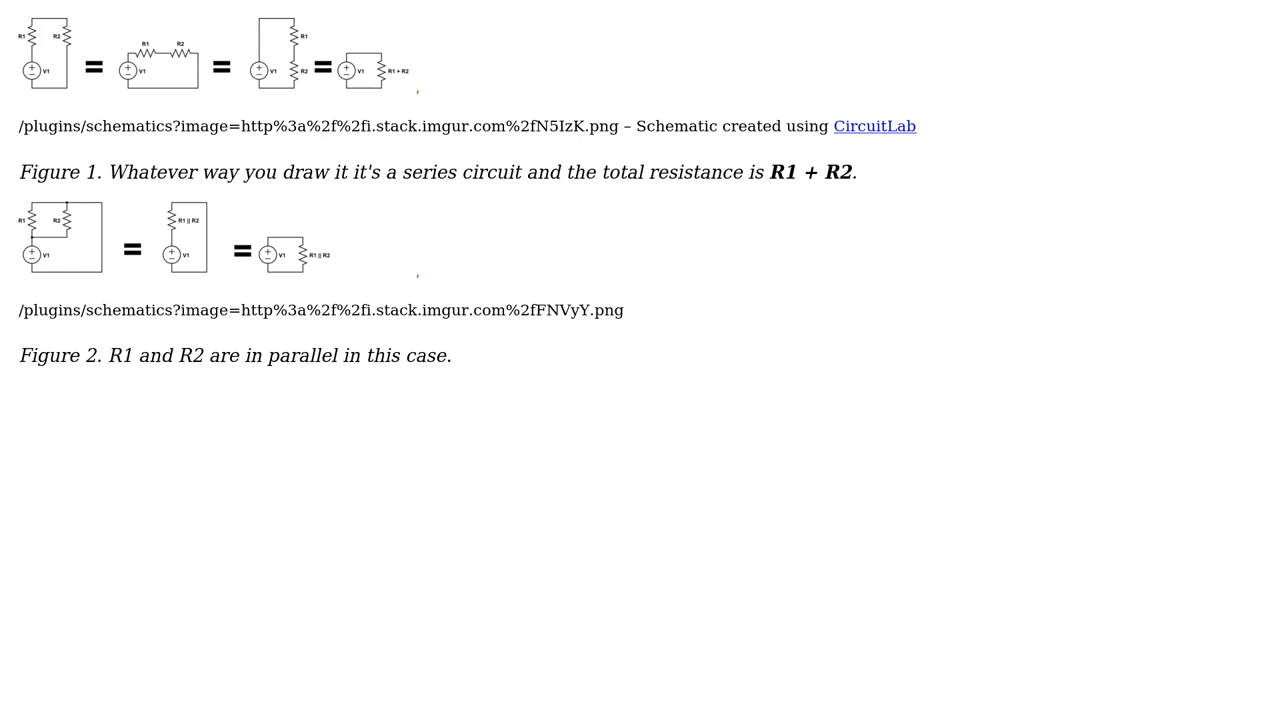 R1 R2 V1 = R1 R2 V1 = R1 V1 R2 = V1 R1 + R2
/plugins/schematics?image=http%3a%2f%2fi.stack.imgur.com%2fN5IzK.png – Schematic created using CircuitLab
Figure 1. Whatever way you draw it it's a series circuit and the total resistance is R1 + R2.
R1 R2 V1 = R1 || R2 V1 = V1 R1 || R2
/plugins/schematics?image=http%3a%2f%2fi.stack.imgur.com%2fFNVyY.png
Figure 2. R1 and R2 are in parallel in this case.